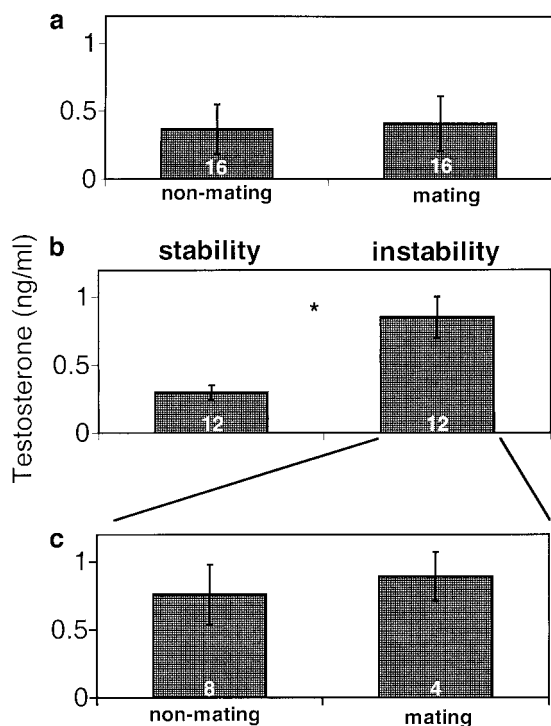 a
1
0.5
0
16
16
non-mating
mating
Testosterone (ng/ml)
b
stability
instability
1
*
0.5
0
12
12
c
1
0.5
0
8
4
non-mating
mating